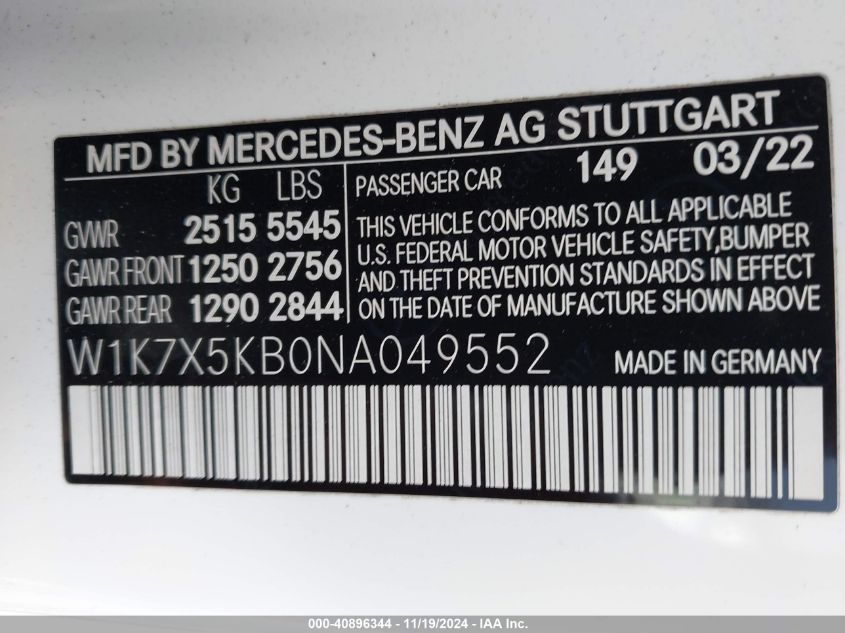 MFD BY MERCEDES-BENZ AG STUTTGART
KG LBS
GVWR 2515 5545
GAWR FRONT 1250 2756
GAWR REAR 1290 2844
PASSENGER CAR 149 03/22
THIS VEHICLE CONFORMS TO ALL APPLICABLE
U.S. FEDERAL MOTOR VEHICLE SAFETY,BUMPER
AND THEFT PREVENTION STANDARDS IN EFFECT
ON THE DATE OF MANUFACTURE SHOWN ABOVE
W1K7X5KB0NA049552 MADE IN GERMANY
000-40896344 - 11/19/2024 - IAA Inc.